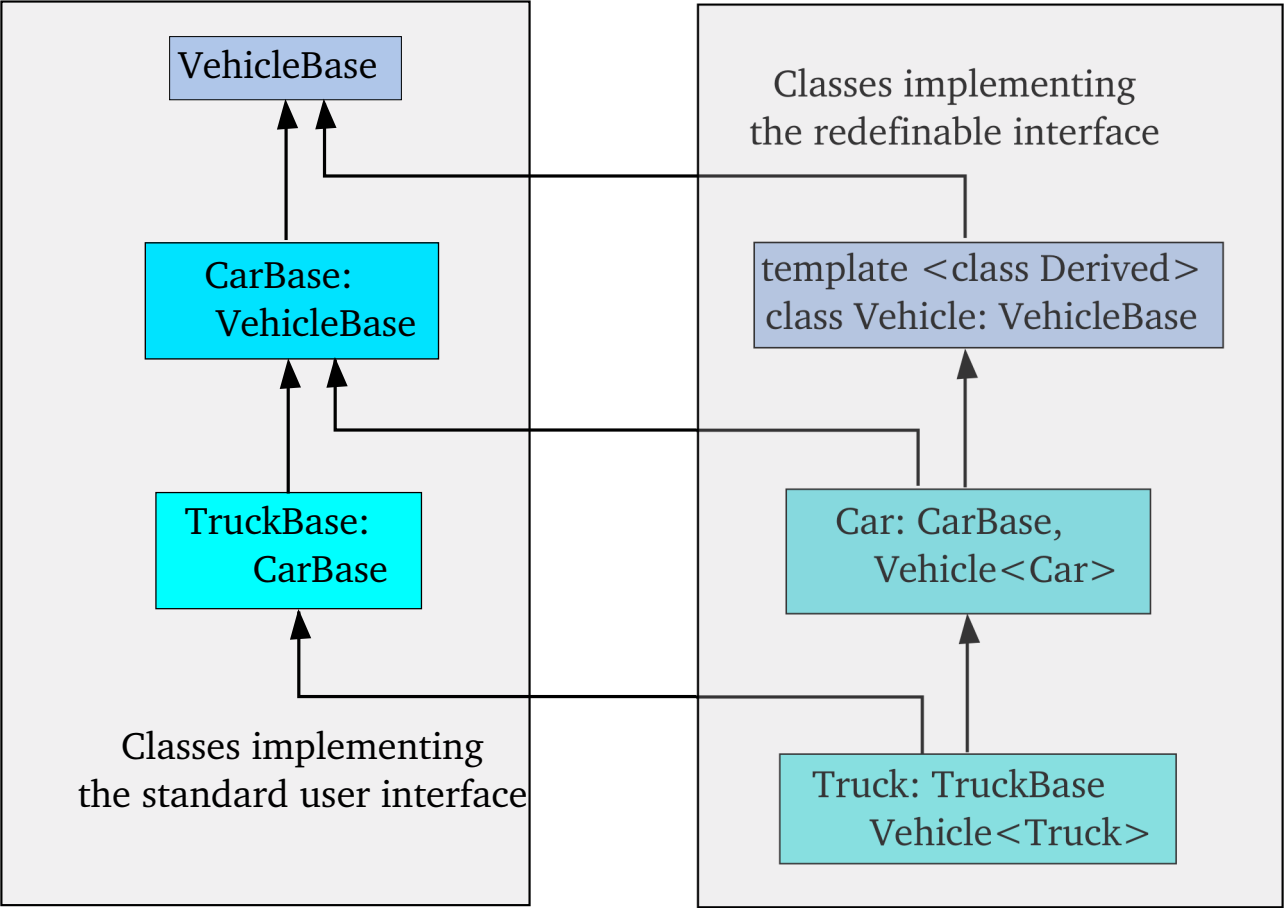 VehicleBase
CarBase:
VehicleBase
TruckBase:
CarBase
Classes implementing
the standard user interface
Classes implementing
the redefinable interface
template <class Derived>
class Vehicle: VehicleBase
Car: CarBase,
Vehicle<Car>
Truck: TruckBase
Vehicle<Truck>